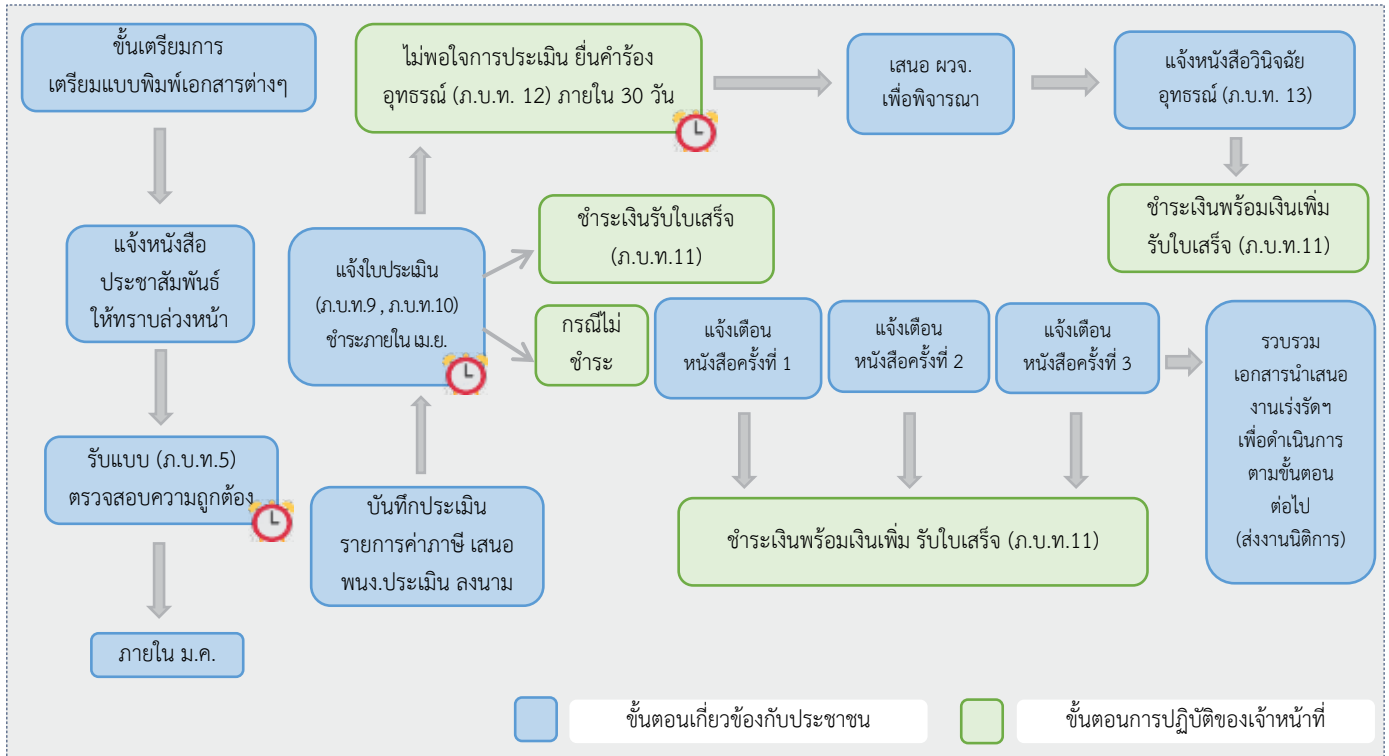 ขั้นเตรียมการ
เตรียมแบบพิมพ์เอกสารต่างๆ
แจ้งหนังสือ
ประชาสัมพันธ์
ให้ทราบล่วงหน้า
รับแบบ (ภ.บ.ท.5)
ตรวจสอบความถูกต้อง
ภายใน ม.ค.
บันทึกประเมิน
รายการค่าภาษี เสนอ
พนง.ประเมิน ลงนาม
แจ้งใบประเมิน
(ภ.บ.ท.9 , ภ.บ.ท.10)
ชำระภายใน เม.ย.
ไม่พอใจการประเมิน ยื่นคำร้อง
อุทธรณ์ (ภ.บ.ท. 12) ภายใน 30 วัน
เสนอ ผวจ.
เพื่อพิจารณา
แจ้งหนังสือวินิจฉัย
อุทธรณ์ (ภ.บ.ท. 13)
ชำระเงินพร้อมเงินเพิ่ม
รับใบเสร็จ (ภ.บ.ท.11)
ชำระเงินรับใบเสร็จ
(ภ.บ.ท.11)
กรณีไม่
ชำระ
แจ้งเตือน
หนังสือครั้งที่ 1
แจ้งเตือน
หนังสือครั้งที่ 2
แจ้งเตือน
หนังสือครั้งที่ 3
รวบรวม
เอกสารนำเสนอ
งานเร่งรัดฯ
เพื่อดำเนินการ
ตามขั้นตอน
ต่อไป
(ส่งงานนิติการ)
ชำระเงินพร้อมเงินเพิ่ม รับใบเสร็จ (ภ.บ.ท.11)
ขั้นตอนเกี่ยวข้องกับประชาชน
ขั้นตอนการปฏิบัติของเจ้าหน้าที่